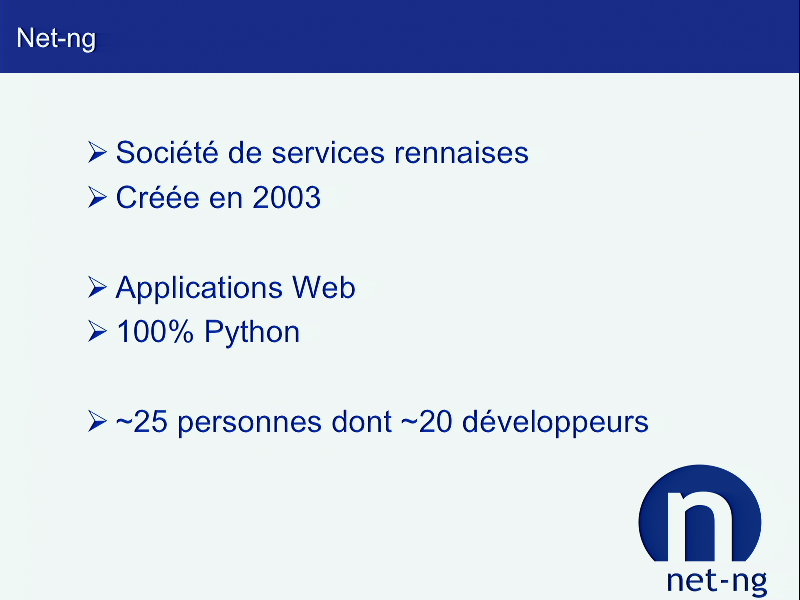 Net-ng
Société de services rennaises
Créée en 2003
Applications Web
100% Python
~25 personnes dont ~20 développeurs
n
net-ng